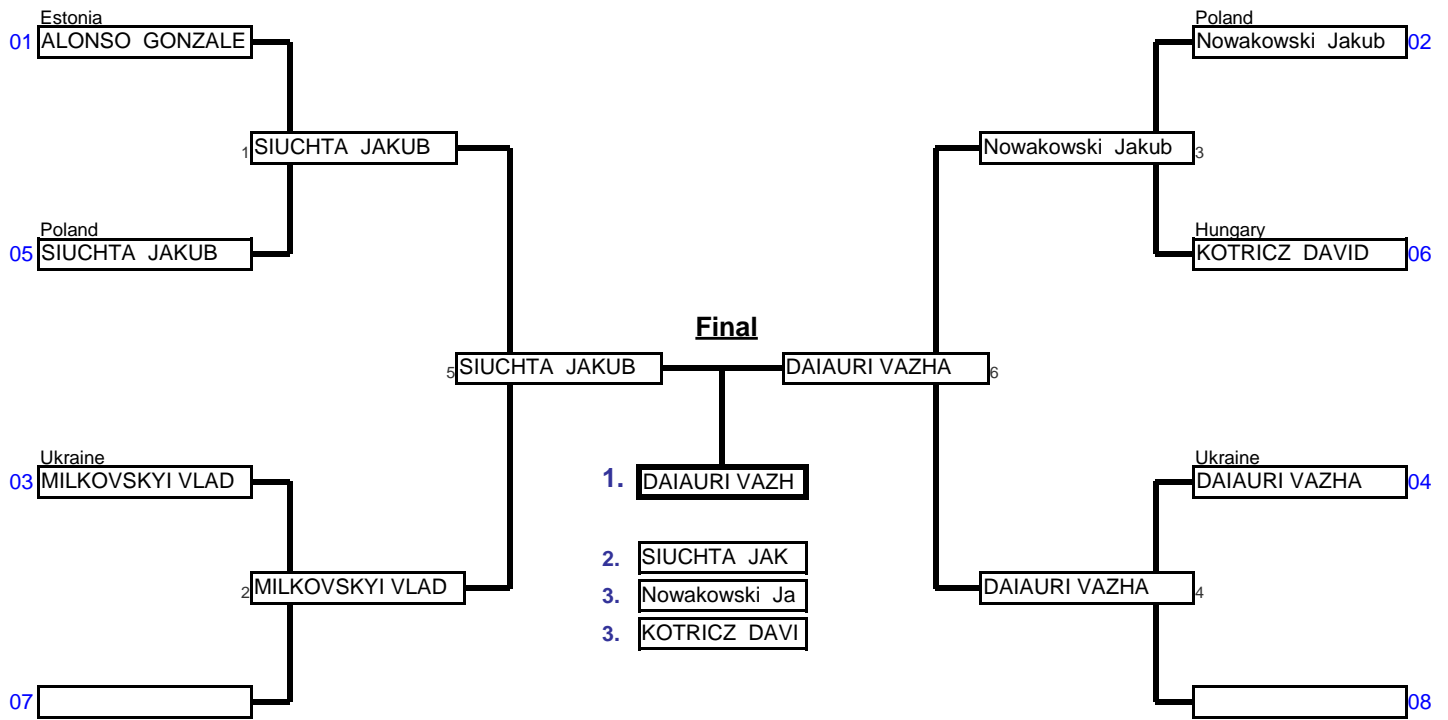 Estonia
01 ALONSO GONZALE
Poland
Nowakowski Jakub 02
1 SIUCHTA JAKUB
Nowakowski Jakub 3
Poland
05 SIUCHTA JAKUB
Hungary
KOTRICZ DAVID 06
Final
5 SIUCHTA JAKUB
DAIAURI VAZHA 6
Ukraine
03 MILKOVSKYI VLAD
1. DAIAURI VAZH
Ukraine
DAIAURI VAZHA 04
2. SIUCHTA JAK
2 MILKOVSKYI VLAD
3. Nowakowski Ja
DAIAURI VAZHA 4
3. KOTRICZ DAVI
07
08